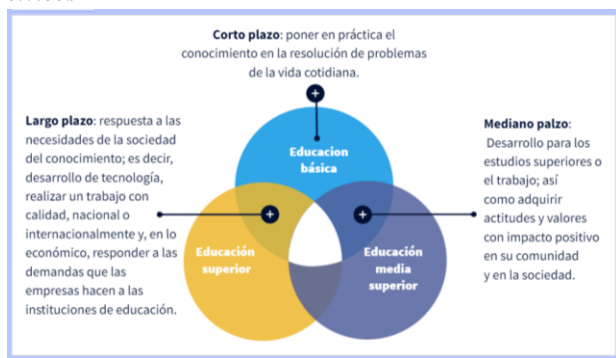 Corto plazo: poner en práctica el
conocimiento en la resolución de problemas
de la vida cotidiana.
Largo plazo: respuesta a las
necesidades de la sociedad
del conocimiento; es decir,
desarrollo de tecnología,
realizar un trabajo con
calidad, nacional o
internacionalmente y, en lo
económico, responder a las
demandas que las
empresas hacen a las
instituciones de educación.
Educacion
básica
Educación
superior
Educación
media
superior
Mediano palzo:
Desarrollo para los
estudios superiores o
el trabajo; así
como adquirir
actitudes y valores
con impacto positivo
en su comunidad
y en la sociedad.